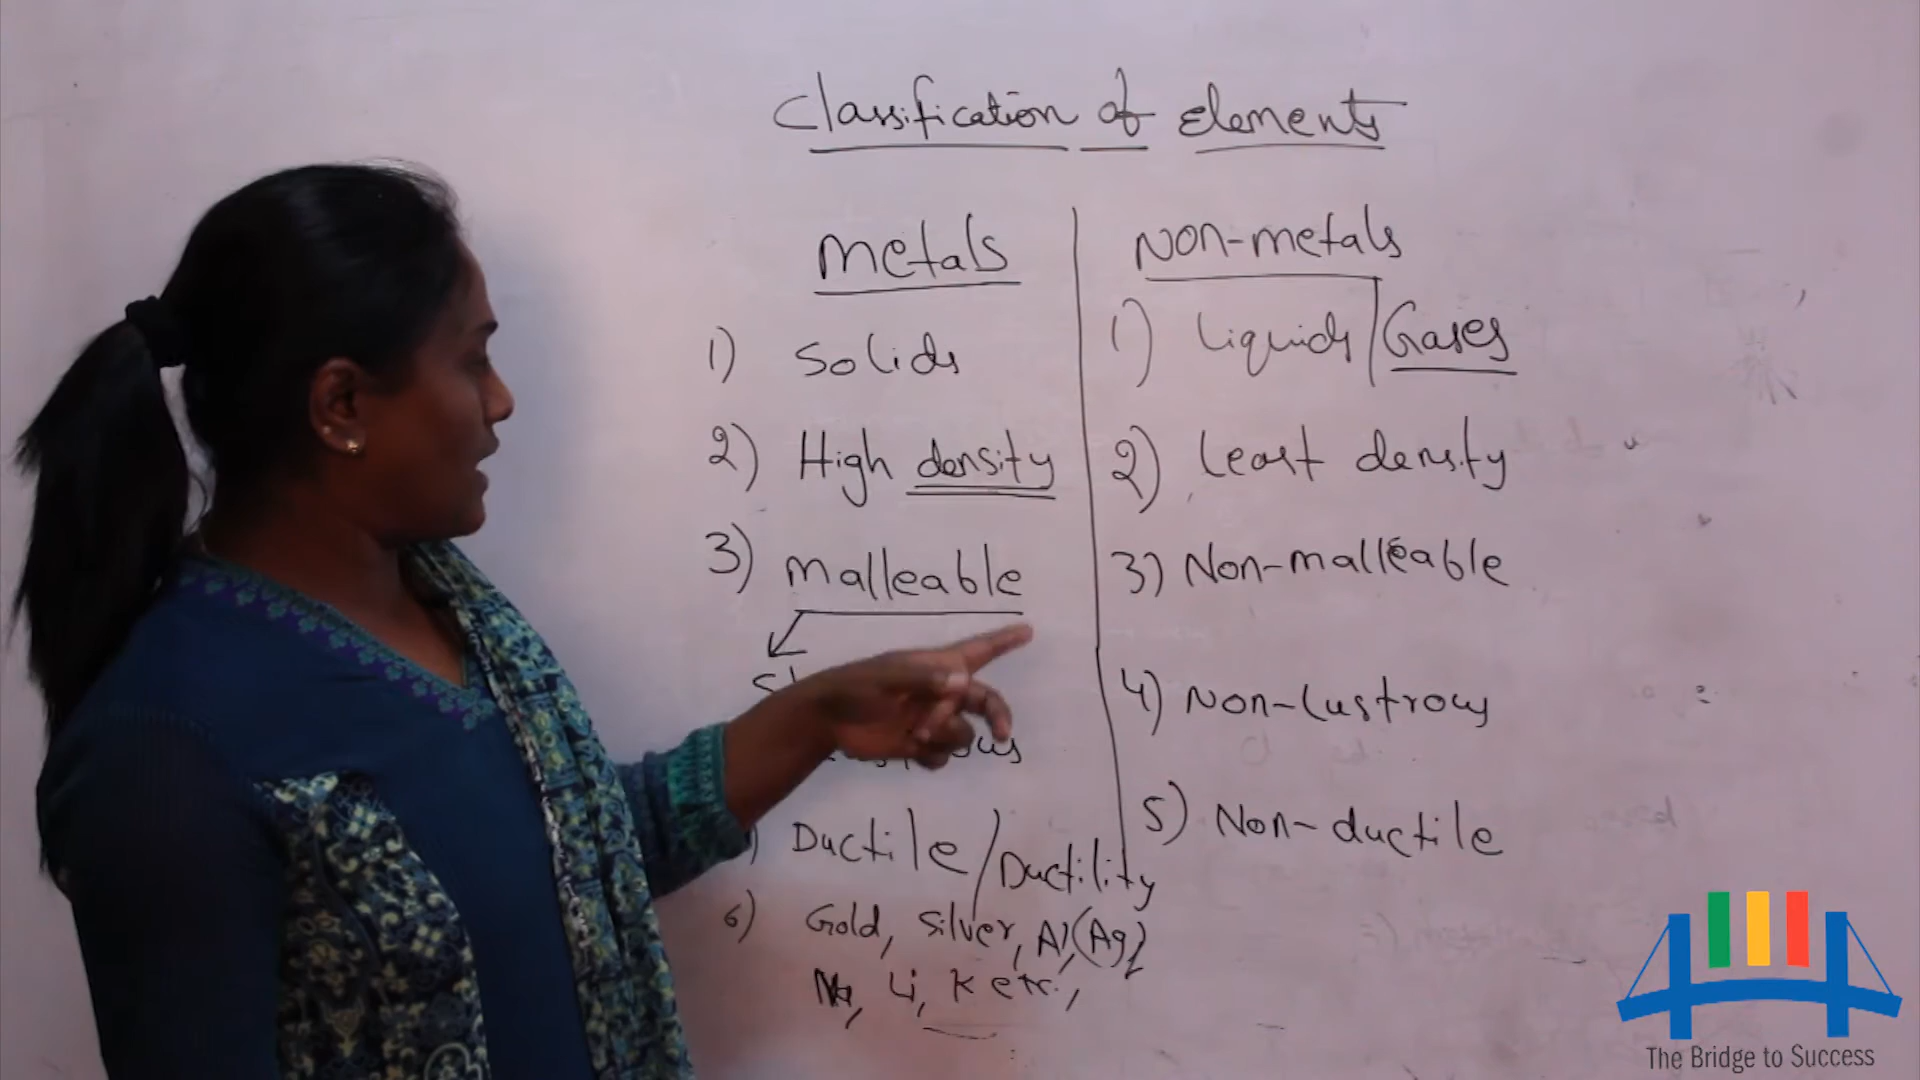 Classification of elements
Metals
1) Solids
2) High density
3) Malleable
Ductile/Ductility
6) Gold, Silver, Al, (Ag)
Na, Li, K etc.,
Non-metals
1) Liquids/Gases
2) Least density
3) Non-malleable
4) Non-lustrous
5) Non-ductile
The Bridge to Success